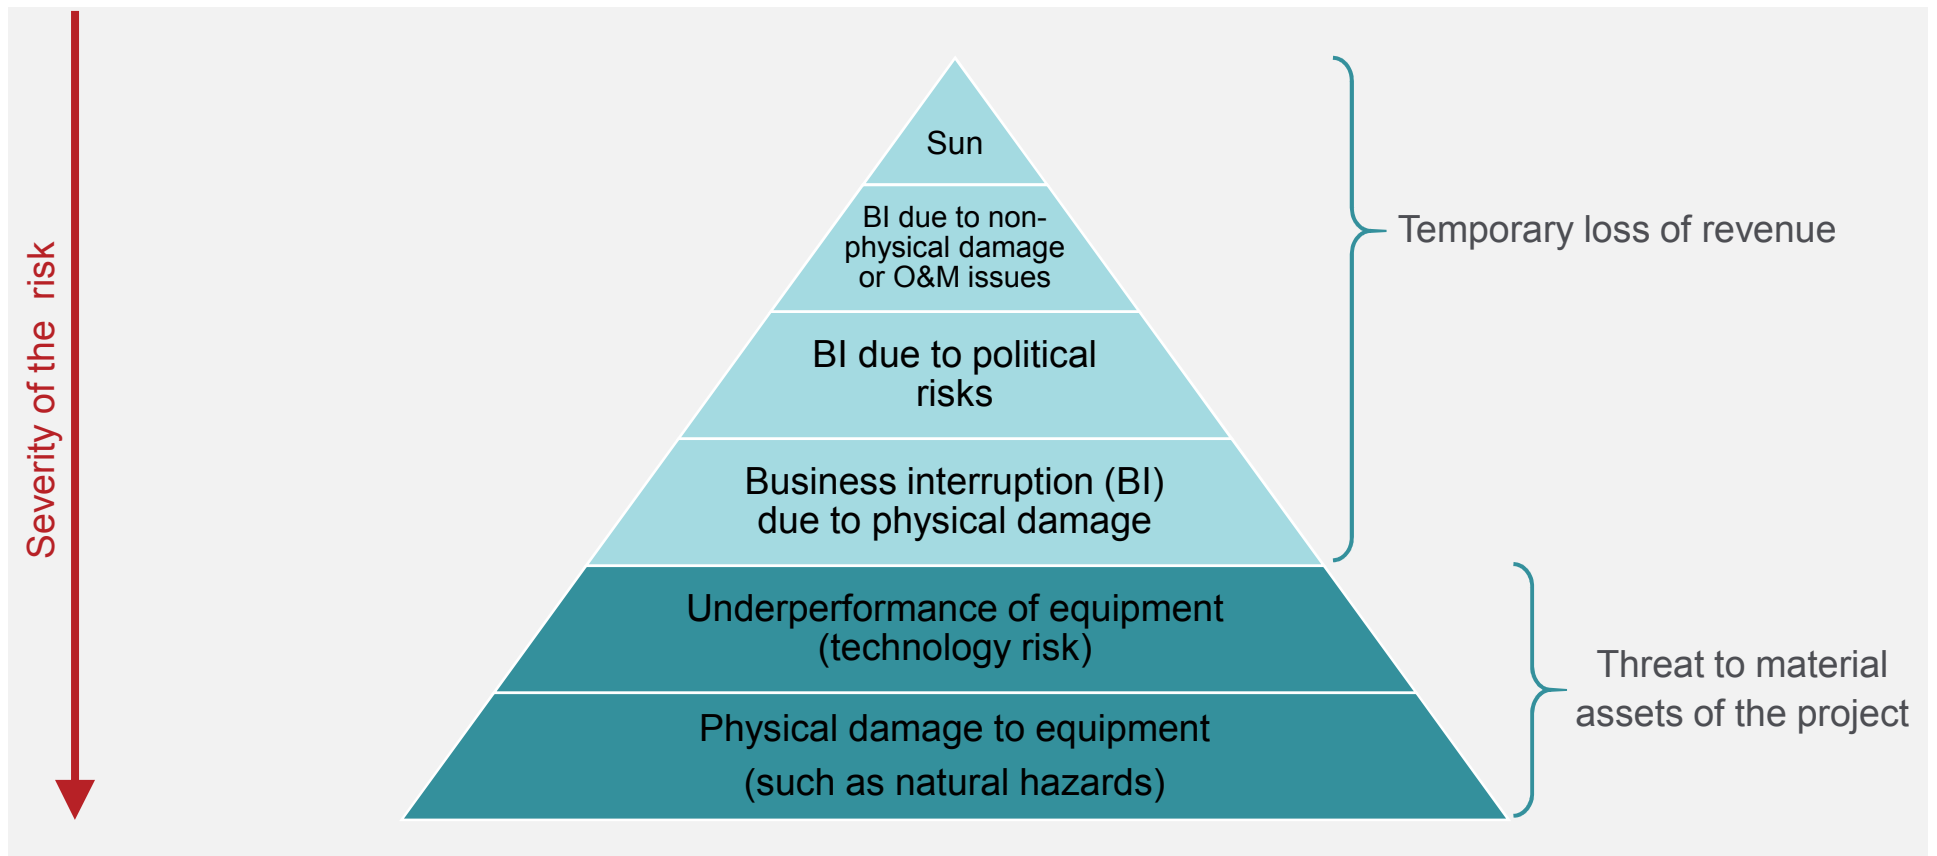 Severity of the risk
Sun
BI due to non-
physical damage
or O&M issues
BI due to political
risks
Business interruption (BI)
due to physical damage
Underperformance of equipment
(technology risk)
Physical damage to equipment
(such as natural hazards)
Temporary loss of revenue
Threat to material
assets of the project